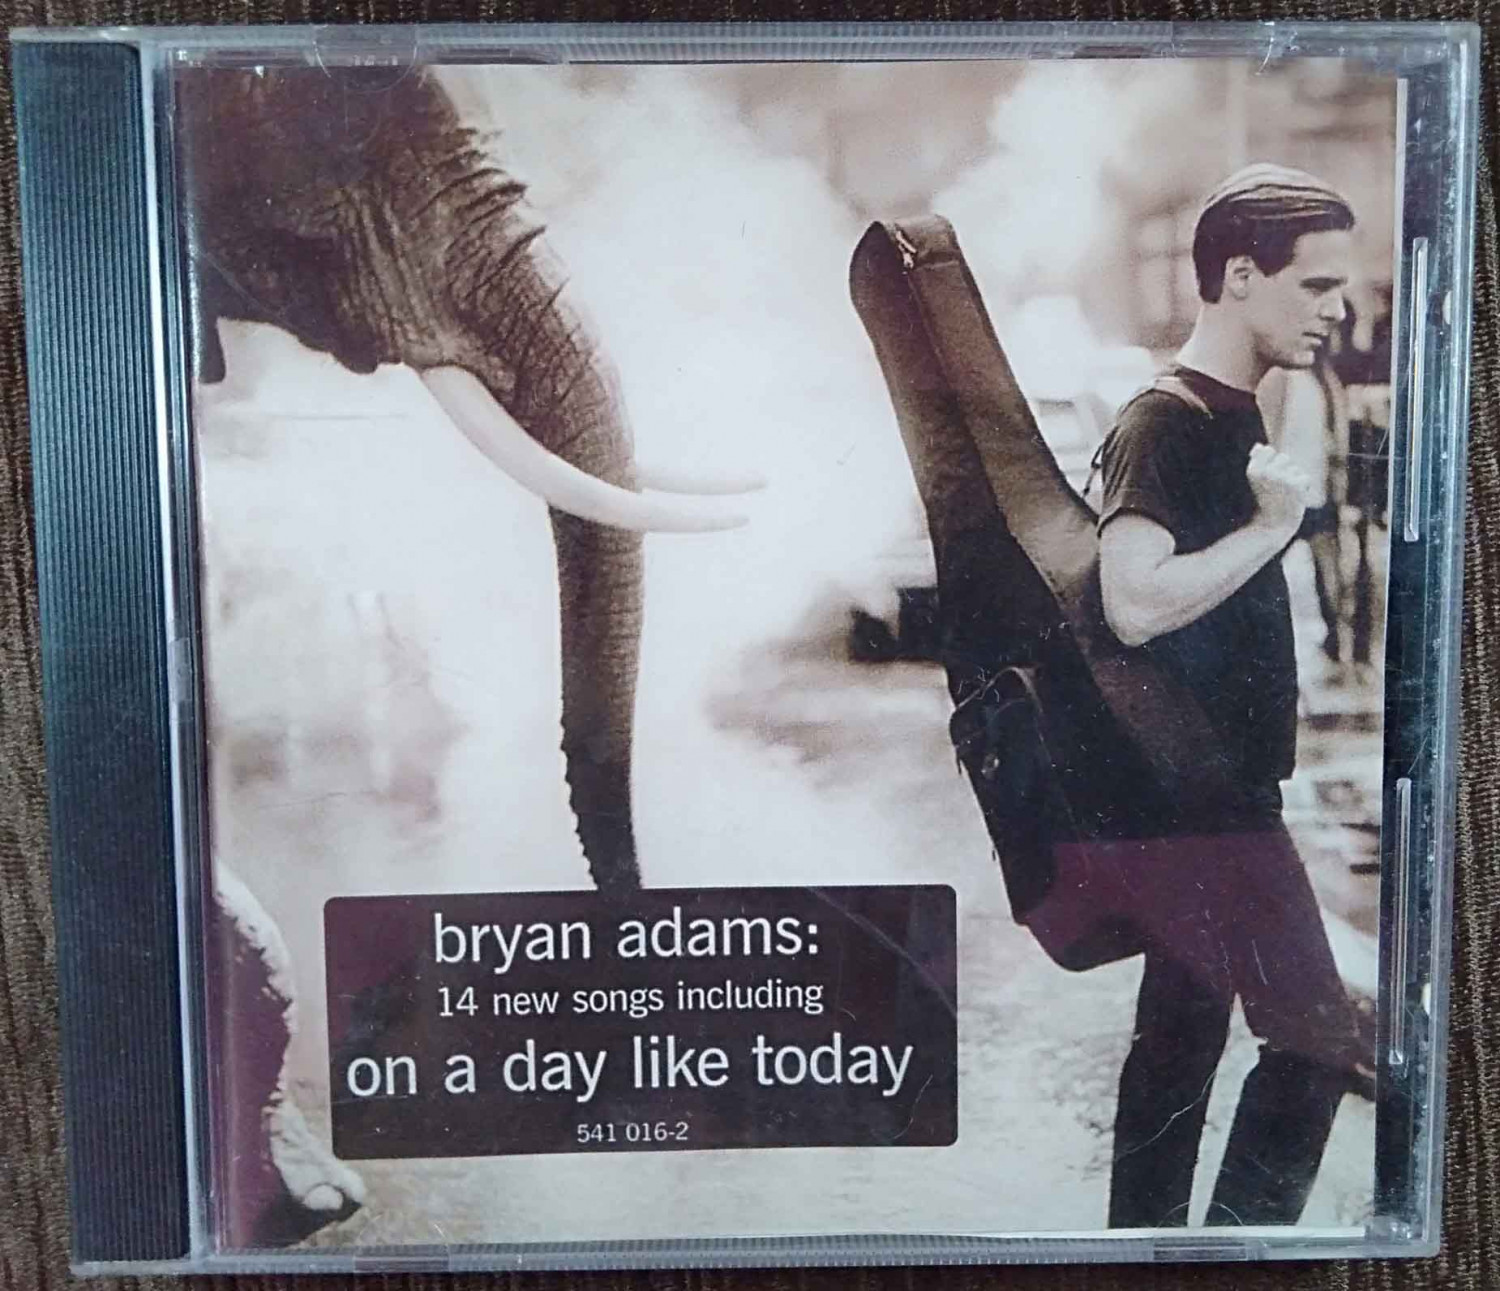 bryan adams:
14 new songs including
on a day like today
541 016-2